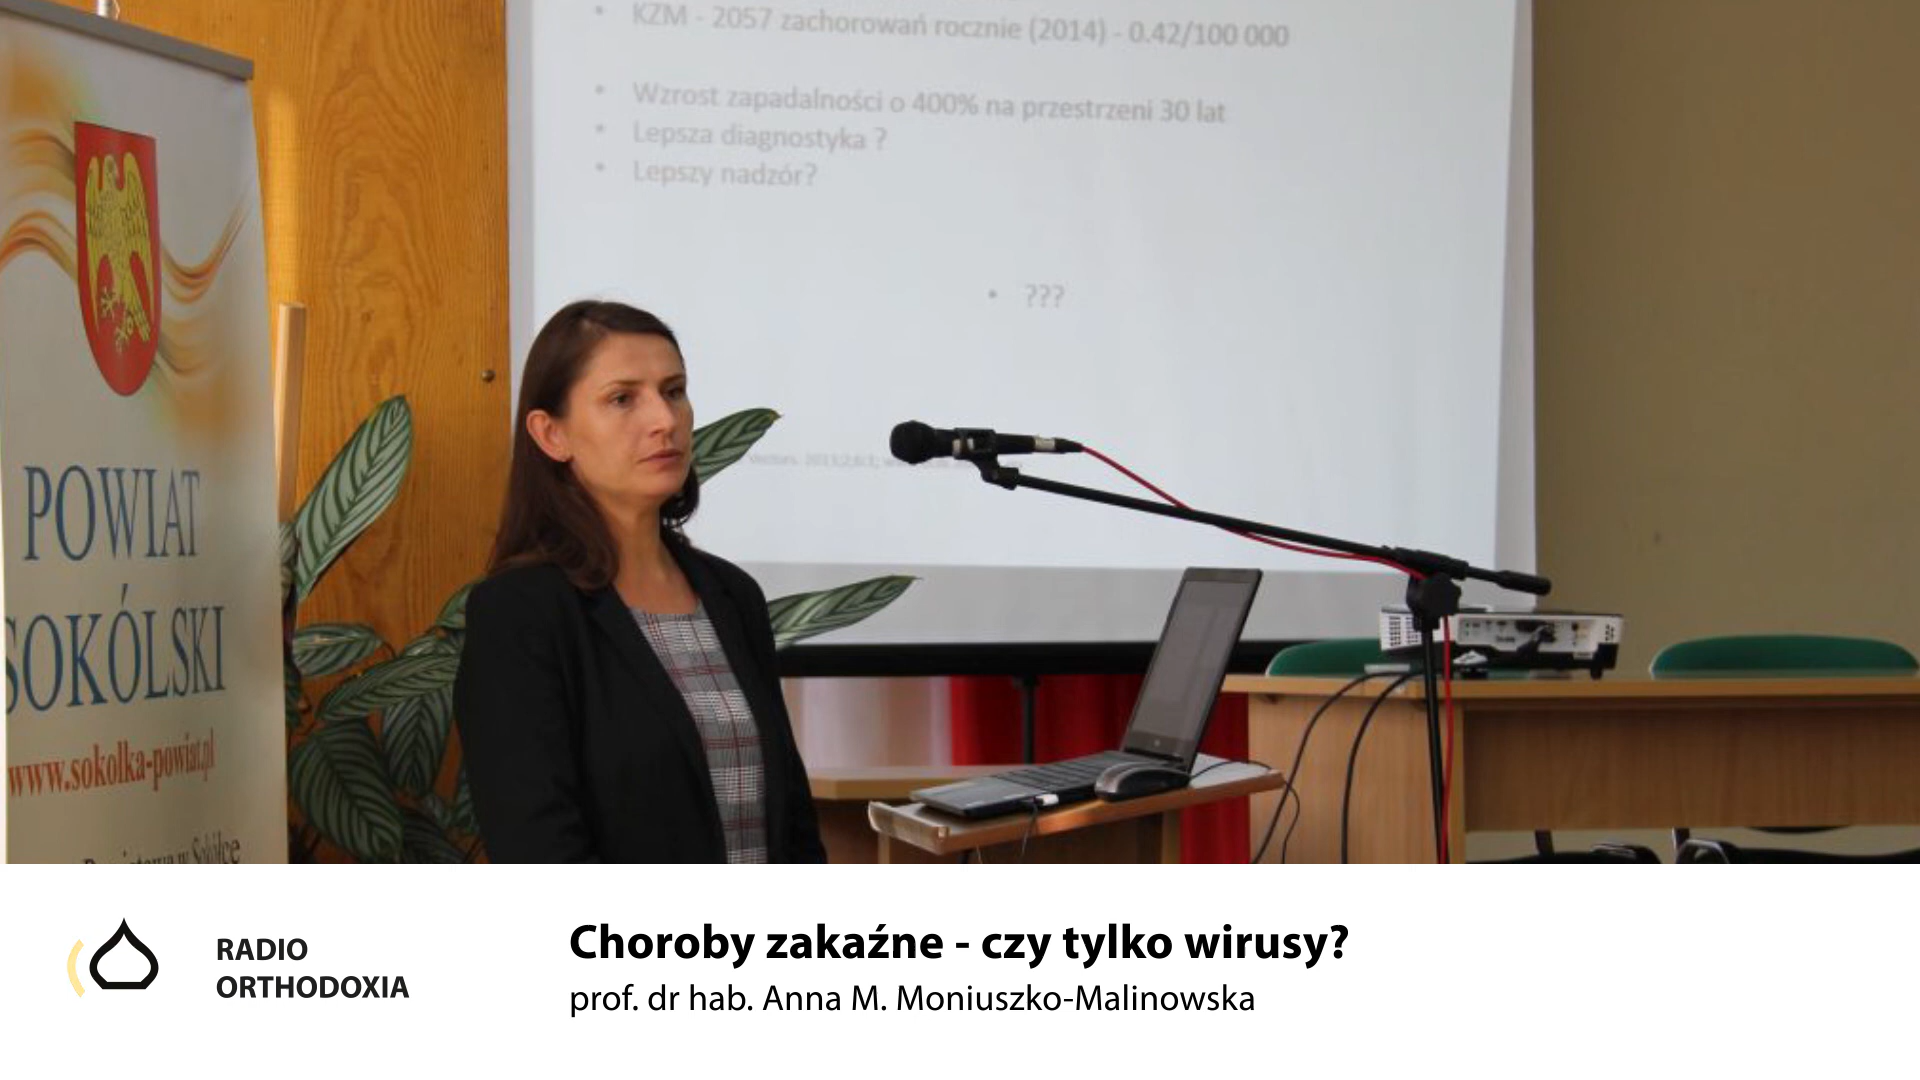 KZM - 2057 zachorowań rocznie (2014) - 0.42/100 000
Wzrost zapadalności o 400% na przestrzeni 30 lat
Lepsza diagnostyka ?
Lepszy nadzór?
???
POWIAT
SOKÓLSKI
www.sokolka-powiat.pl
w Sokółce
RADIO
ORTHODOXIA
Choroby zakaźne - czy tylko wirusy?
prof. dr hab. Anna M. Moniuszko-Malinowska